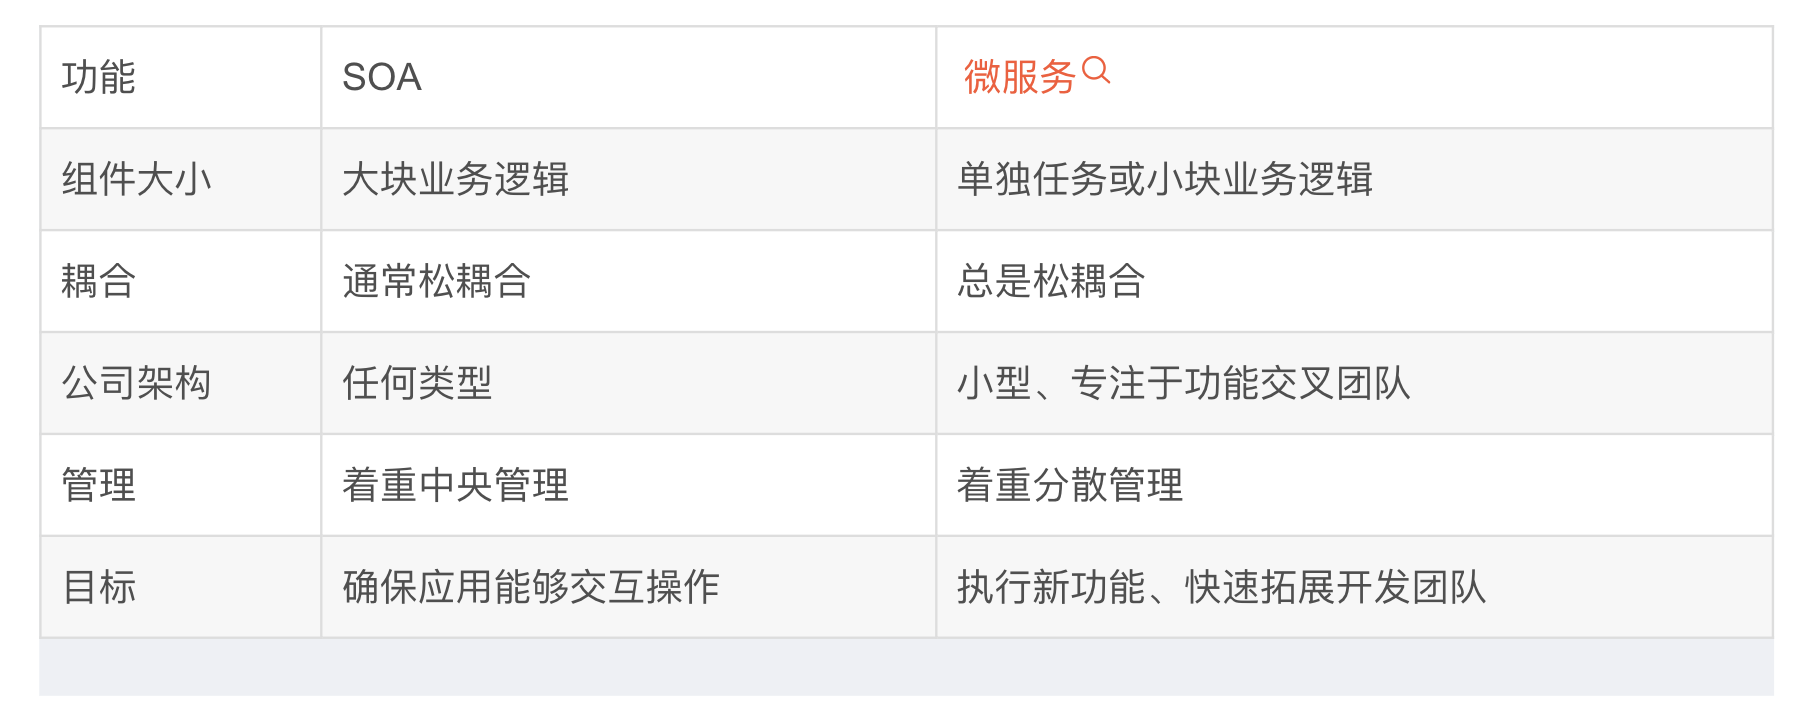 功能 SOA 微服务
组件大小 大块业务逻辑 单独任务或小块业务逻辑
耦合 通常松耦合 总是松耦合
公司架构 任何类型 小型、专注于功能交叉团队
管理 着重中央管理 着重分散管理
目标 确保应用能够交互操作 执行新功能、快速拓展开发团队